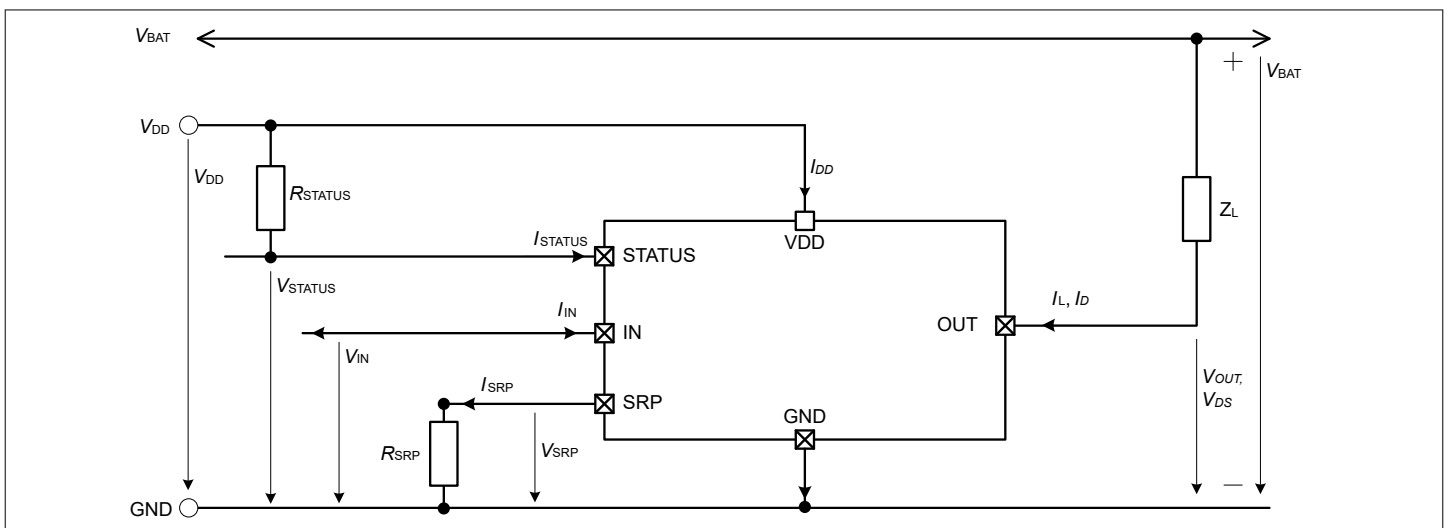 VBAT
+
VBAT
VDD
VDD
IDD
RSTATUS
ZL
ISTATUS
VDD
STATUS
VSTATUS
IL, ID
IIN
OUT
IN
VIN
VOUT,
VDS
ISRP
SRP
GND
RSRP
VSRP
—
GND